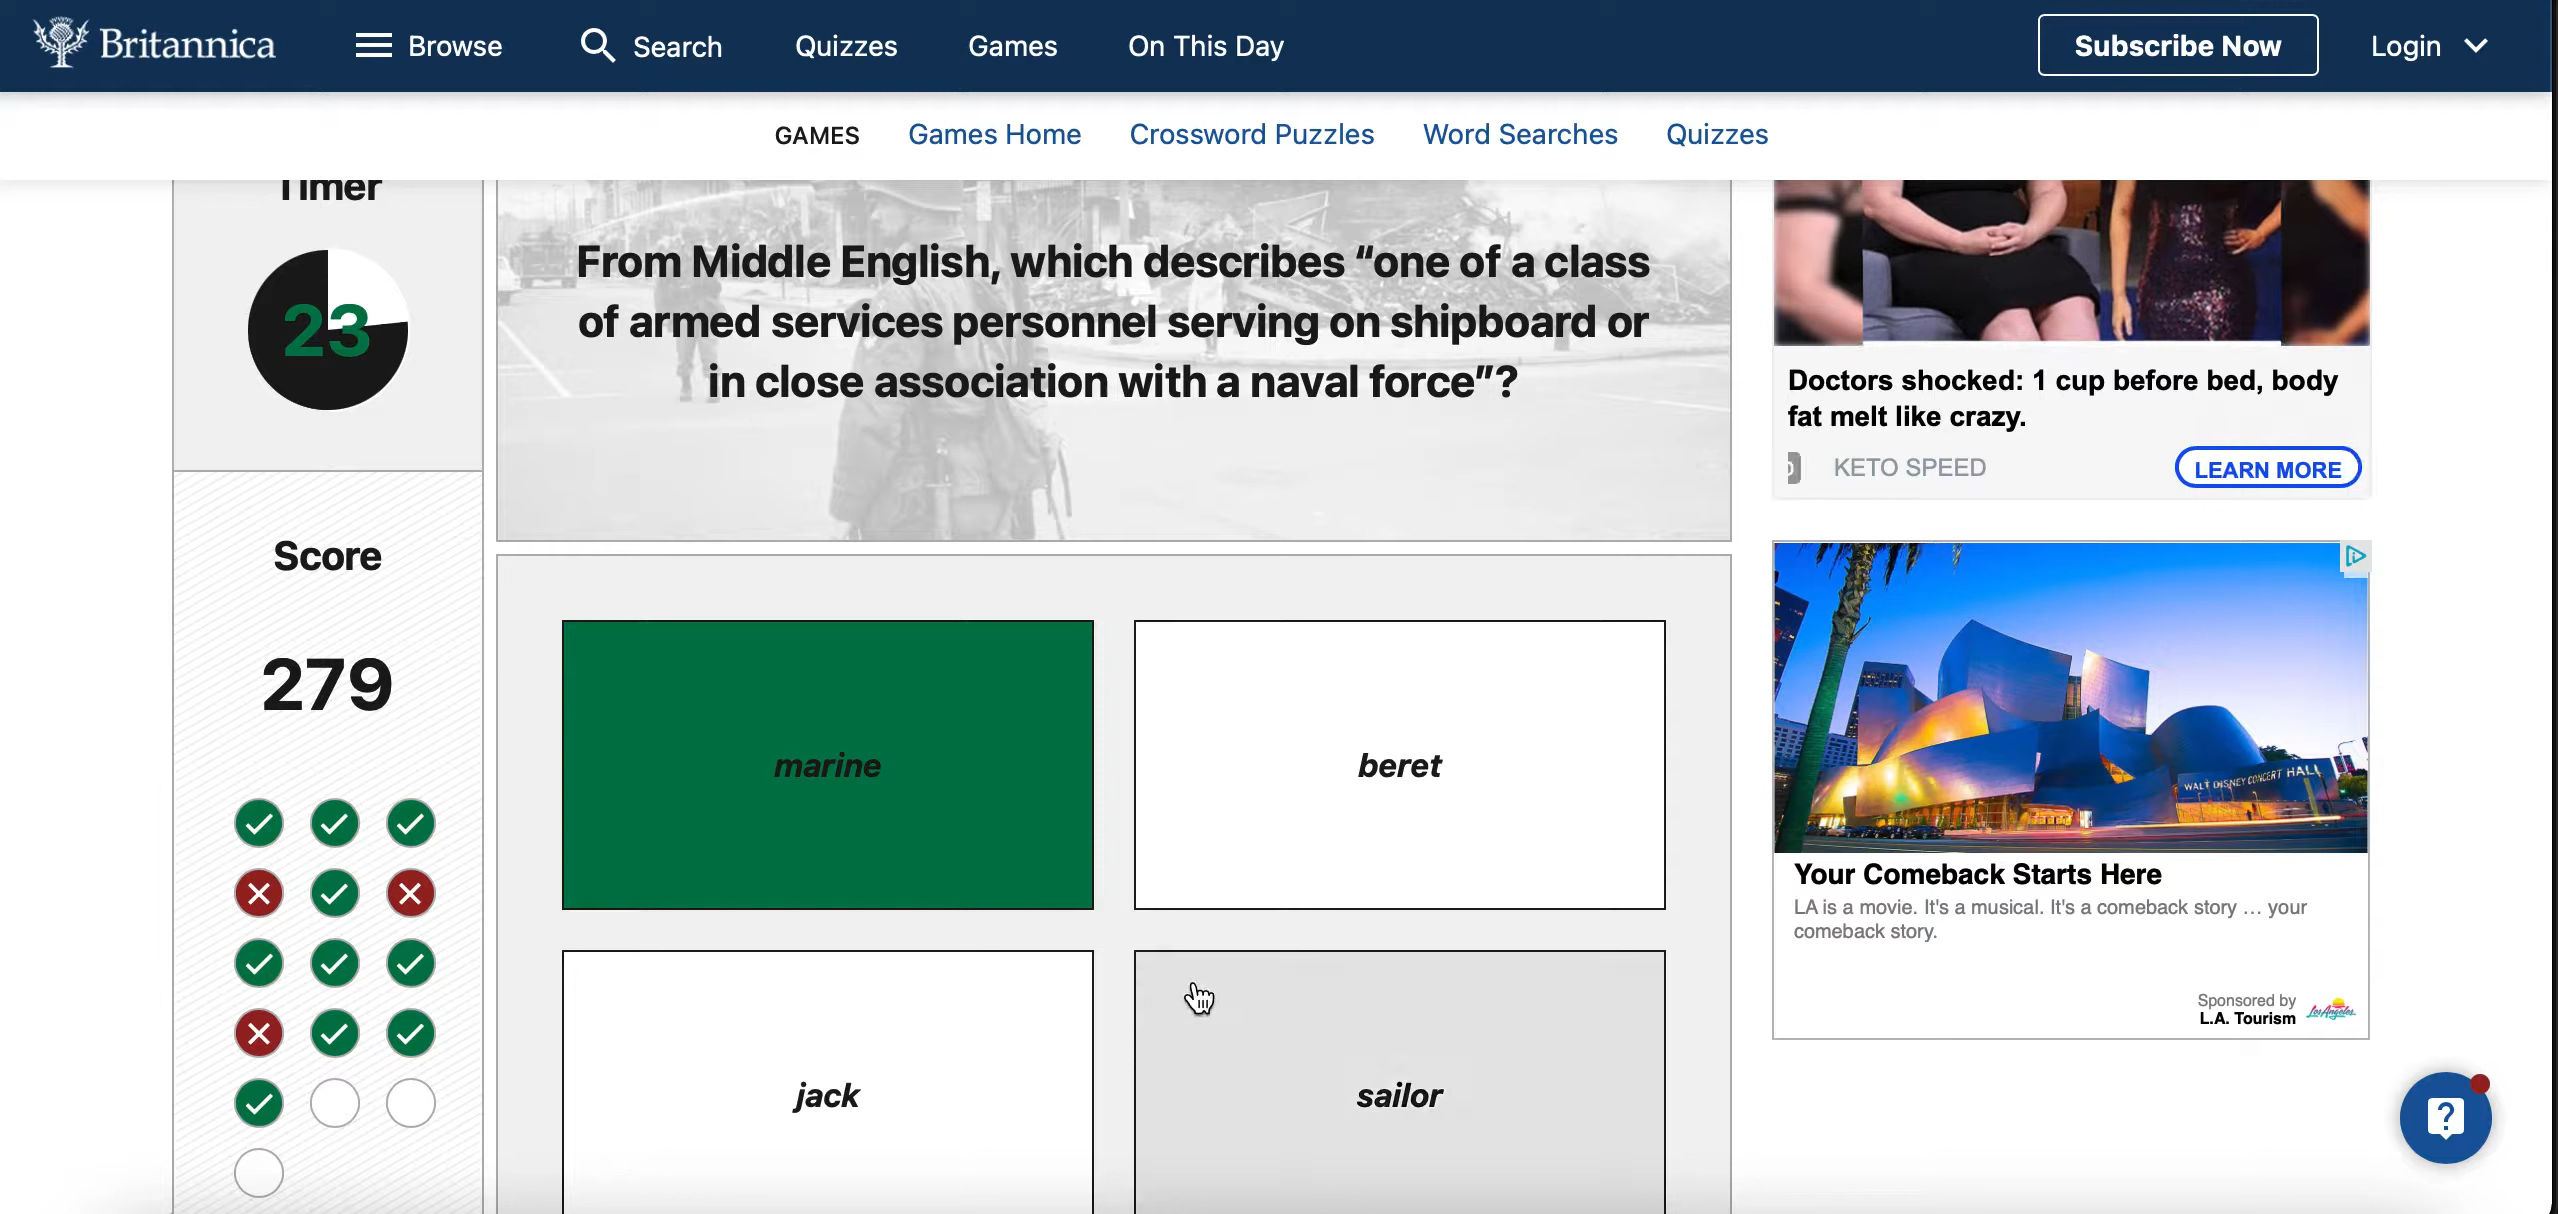 Britannica
Browse
Search
Quizzes
Games
On This Day
Subscribe Now
Login
GAMES
Games Home
Crossword Puzzles
Word Searches
Quizzes
Timer
23
Score
279
From Middle English, which describes “one of a class
of armed services personnel serving on shipboard or
in close association with a naval force”?
marine
beret
jack
sailor
Doctors shocked: 1 cup before bed, body
fat melt like crazy.
KETO SPEED
LEARN MORE
WALT DISNEY CONCERT HALL
Your Comeback Starts Here
LA is a movie. It's a musical. It's a comeback story ... your
comeback story.
Sponsored by
L.A. Tourism
Los Angeles